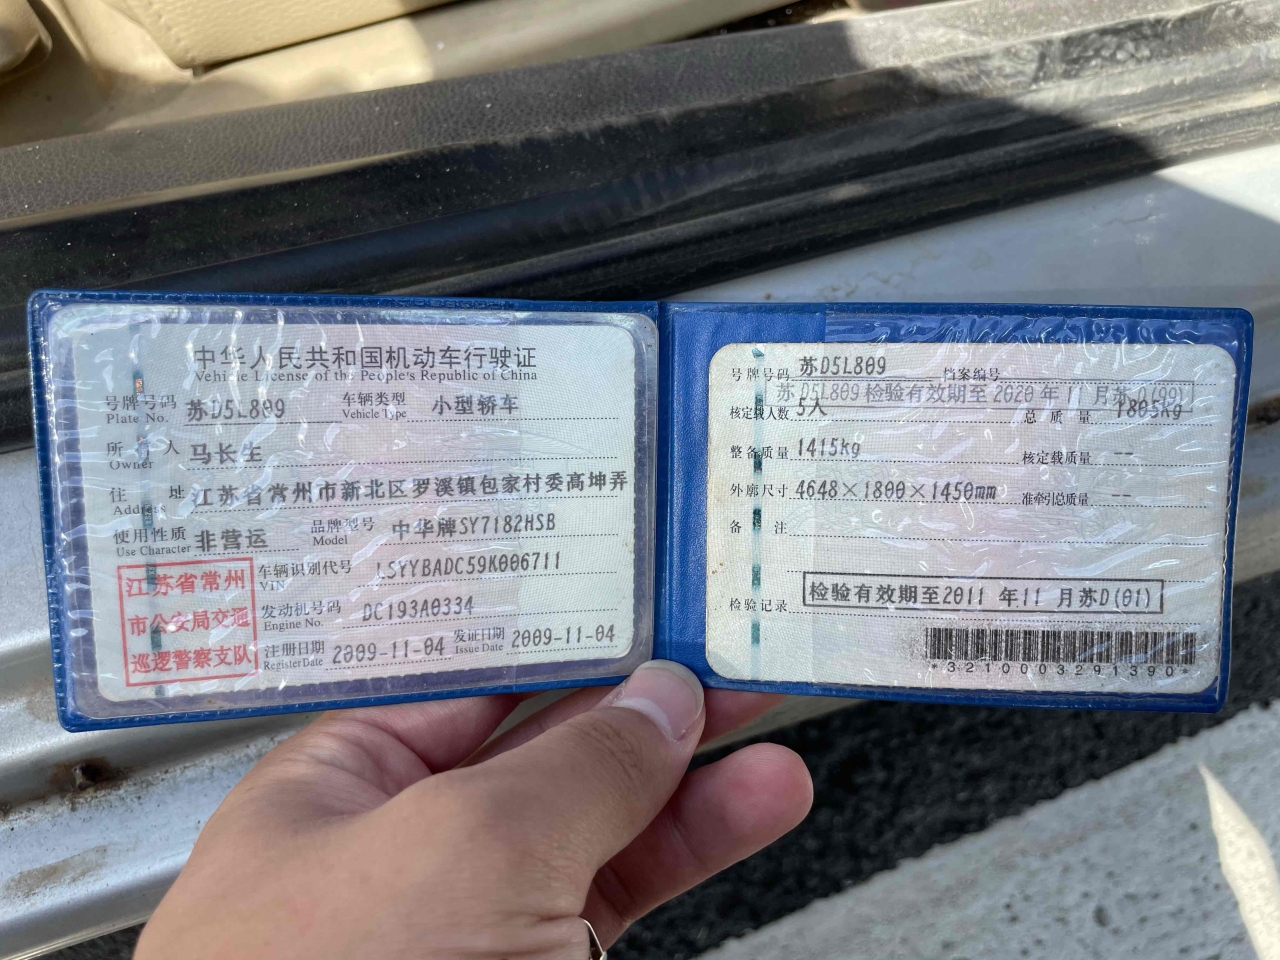 中华人民共和国机动车行驶证
Vehicle License of the People's Republic of China
号牌号码 苏D5L809 车辆类型 小型轿车
Plate No. Vehicle Type
所有人 马长生
Owner
住址 江苏省常州市新北区罗溪镇包家村委高坤弄
Address
使用性质 非营运 品牌型号 中华牌SY7182HSB
Use Character Model
江苏省常州
市公安局交通
巡逻警察支队
车辆识别代号 LSYYBADC59K006711
VIN
发动机号码 DC193A0334
Engine No.
注册日期 2009-11-04 发证日期 2009-11-04
Register Date Issue Date
号牌号码 苏D5L809 档案编号
苏D5L809 检验有效期至2020年11月苏D(99)
核定载人数 5人 总质量 1805kg
整备质量 1415kg 核定载质量 --
外廓尺寸 4648×1800×1450mm 准牵引总质量 --
备注
检验记录 检验有效期至2011 年11 月苏D(01)
*3210003291390*